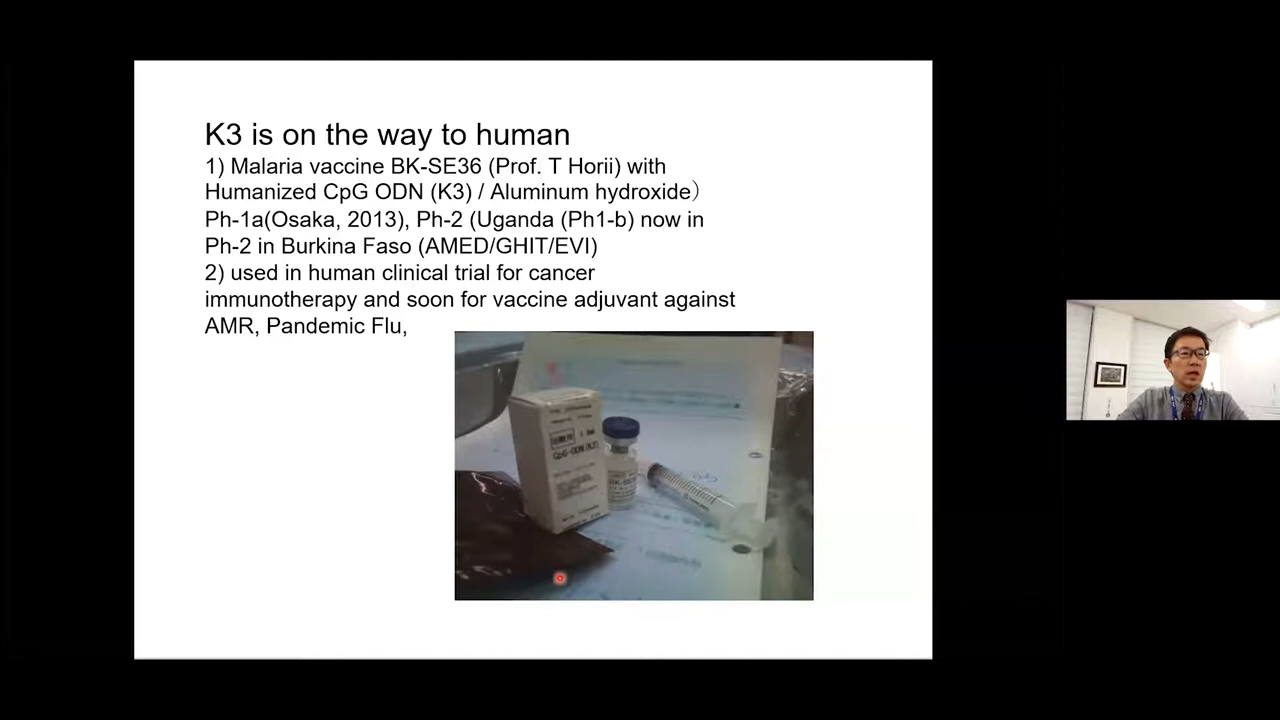 K3 is on the way to human
1) Malaria vaccine BK-SE36 (Prof. T Horii) with
Humanized CpG ODN (K3) / Aluminum hydroxide）
Ph-1a(Osaka, 2013), Ph-2 (Uganda (Ph1-b) now in
Ph-2 in Burkina Faso (AMED/GHIT/EVI)
2) used in human clinical trial for cancer
immunotherapy and soon for vaccine adjuvant against
AMR, Pandemic Flu,
CpG-ODN (K3)